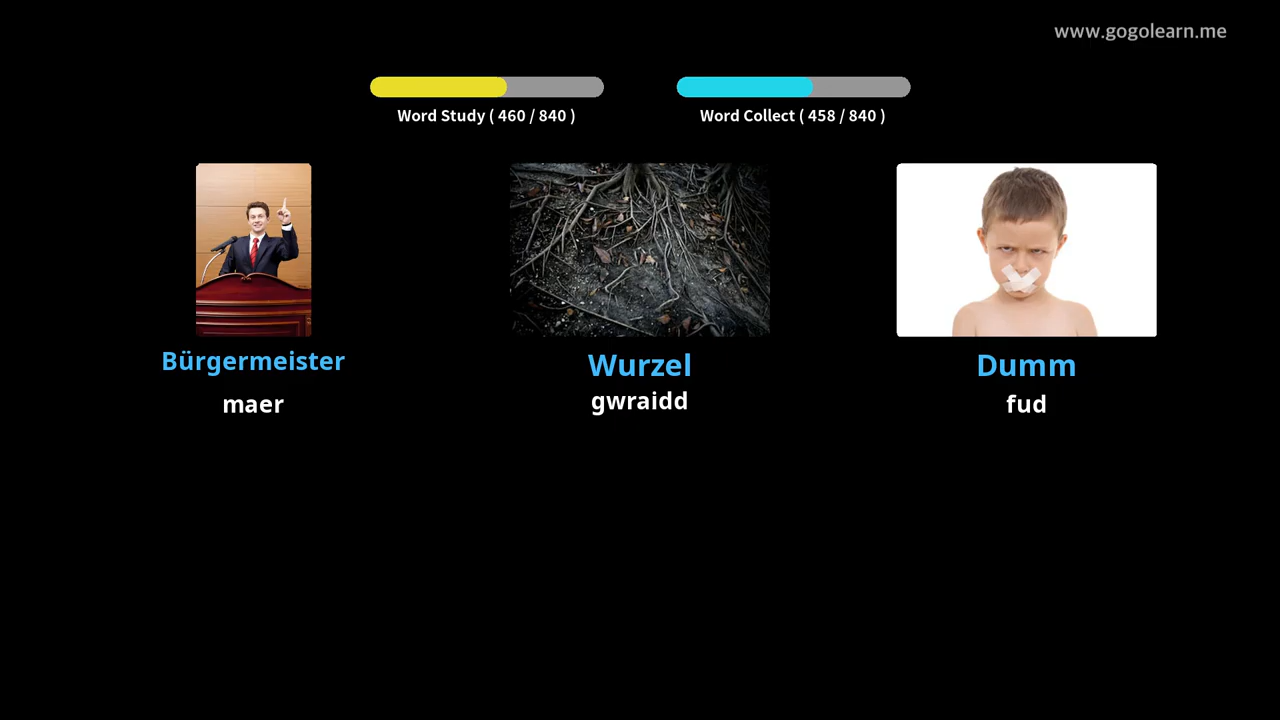 www.gogolearn.me
Word Study ( 460 / 840 )
Word Collect ( 458 / 840 )
Bürgermeister
maer
Wurzel
gwraidd
Dumm
fud